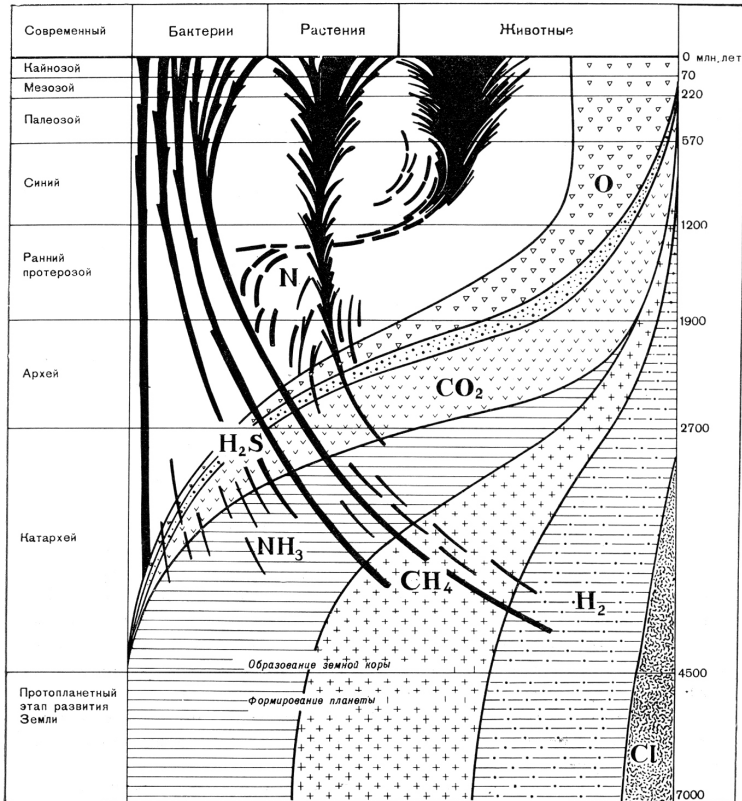 Современный
Бактерии
Растения
Животные
Кайнозой
0 млн, лет
Мезозой
70
220
Палеозой
570
Синий
O
1200
Ранний
протерозой
N
1900
Архей
CO₂
2700
H₂S
Катархей
NH₃
CH₄
H₂
Образование земной коры
4500
Протопланетный
этап развития
Земли
Формирование планеты
Cl
7000